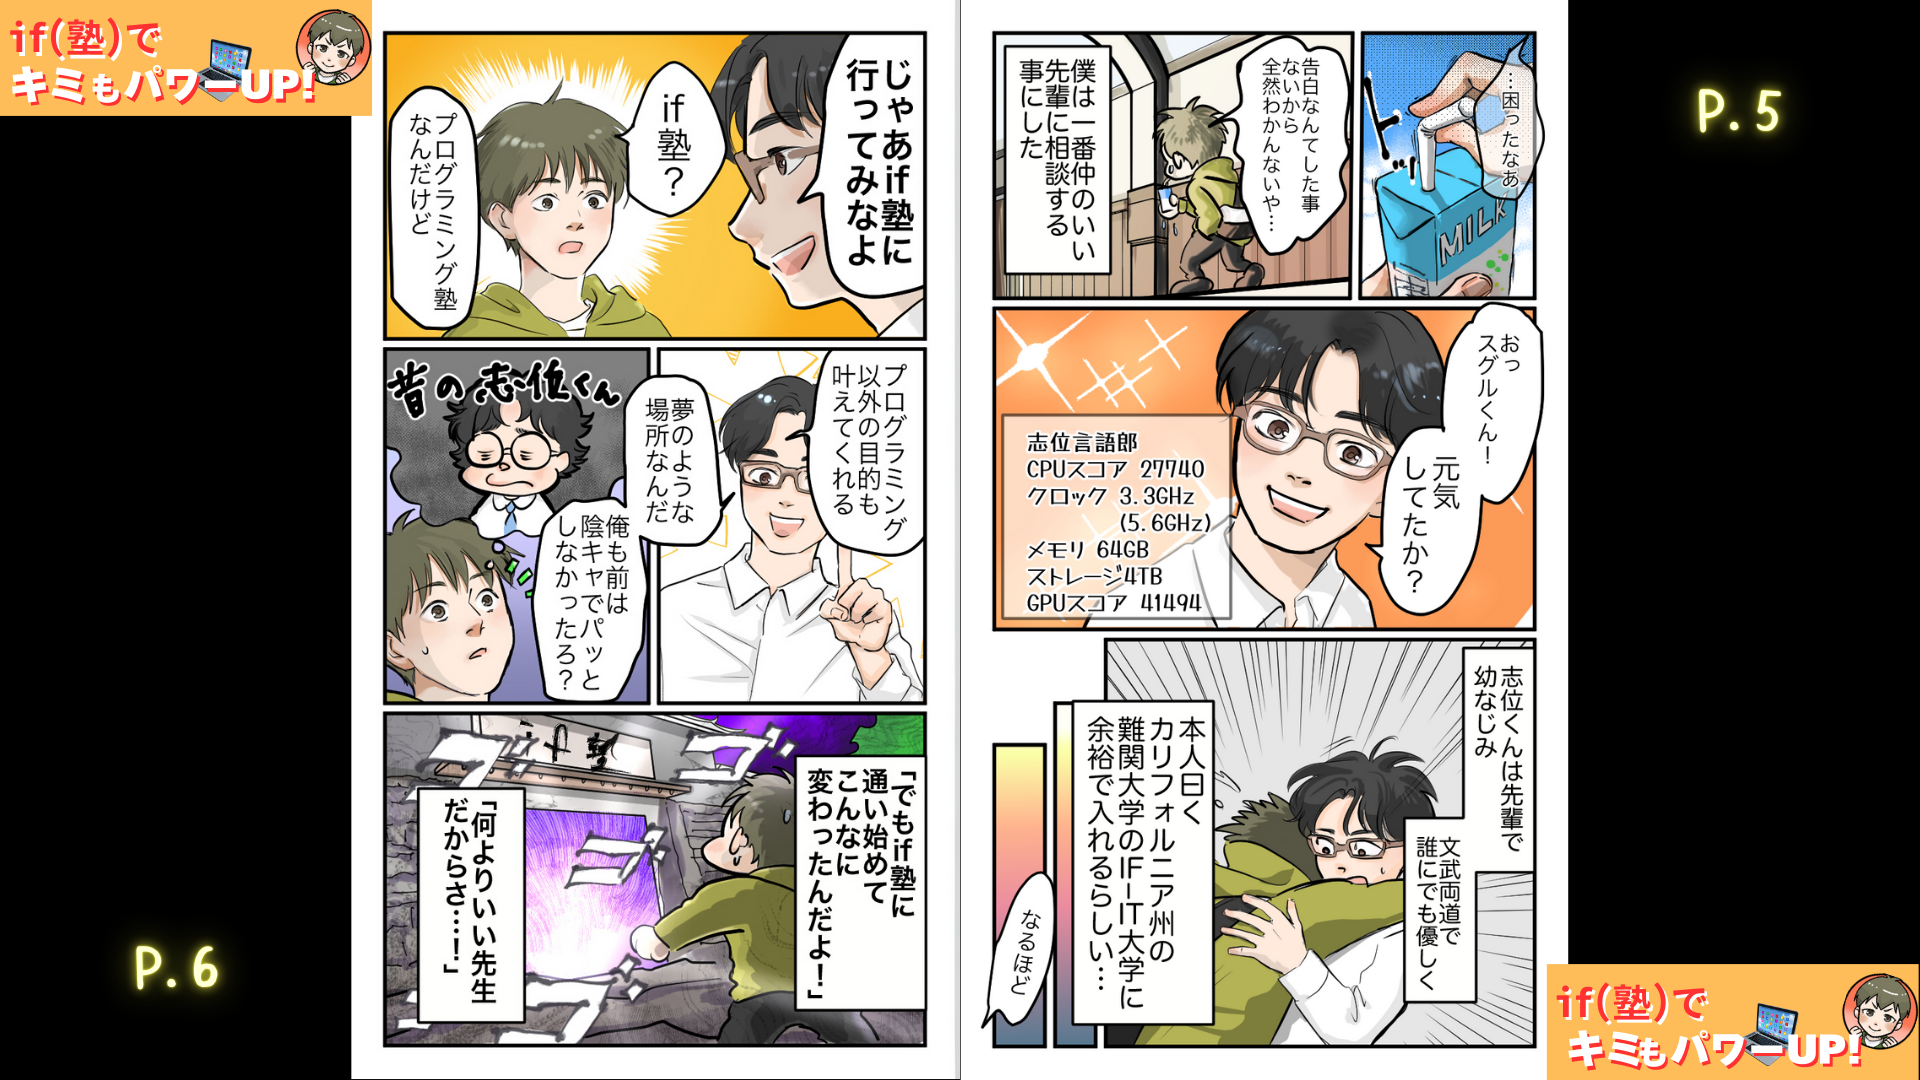 if(塾)で
キミもパワーUP!
P.5
…困ったなぁ
トンッ
MILK
告白なんてした事
ないから
全然わかんないや…
僕は一番仲のいい
先輩に相談する
事にした
おっ
スグルくん!
元気
してたか?
志位言語郎
CPUスコア 27740
クロック 3.3GHz
(5.6GHz)
メモリ 64GB
ストレージ4TB
GPUスコア 41494
志位くんは先輩で
幼なじみ
文武両道で
誰にでも優しく
本人曰く
カリフォルニア州の
難関大学のIF-IT大学に
余裕で入れるらしい…
なるほど
じゃあif塾に
行ってみなよ
if
塾?
プログラミング塾
なんだけど
プログラミング
以外の目的も
叶えてくれる
夢のような
場所なんだ
昔の志位くん
俺も前は
陰キャでパッと
しなかったろ?
if塾
ゴゴゴゴ
「でもif塾に
通い始めて
こんなに
変わったんだよ!」
「何よりいい先生
だからさ……!」
P.6
if(塾)で
キミもパワーUP!